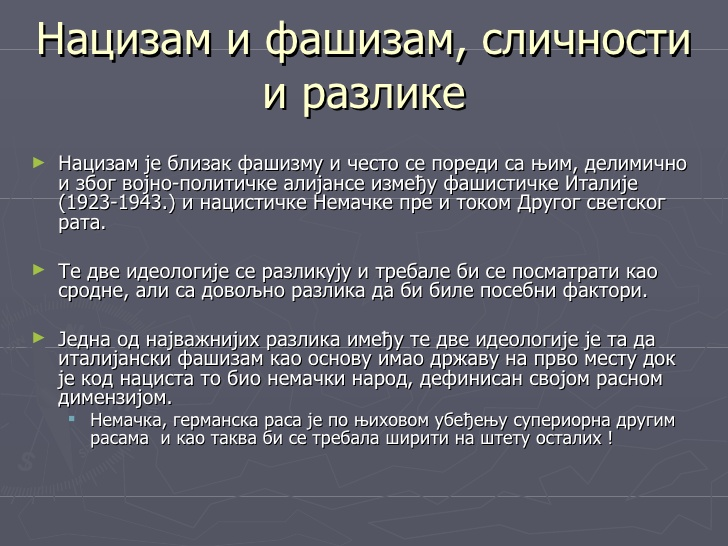 Нацизам и фашизам, сличности
и разлике
Нацизам је близак фашизму и често се пореди са њим, делимично
и због војно-политичке алијансе између фашистичке Италије
(1923-1943.) и нацистичке Немачке пре и током Другог светског
рата.
Те две идеологије се разликују и требале би се посматрати као
сродне, али са довољно разлика да би биле посебни фактори.
Једна од најважнијих разлика имеђу те две идеологије је та да
италијански фашизам као основу имао државу на прво месту док
је код нациста то био немачки народ, дефинисан својом расном
димензијом.
Немачка, германска раса је по њиховом убеђењу супериорна другим
расама и као таква би се требала ширити на штету осталих !